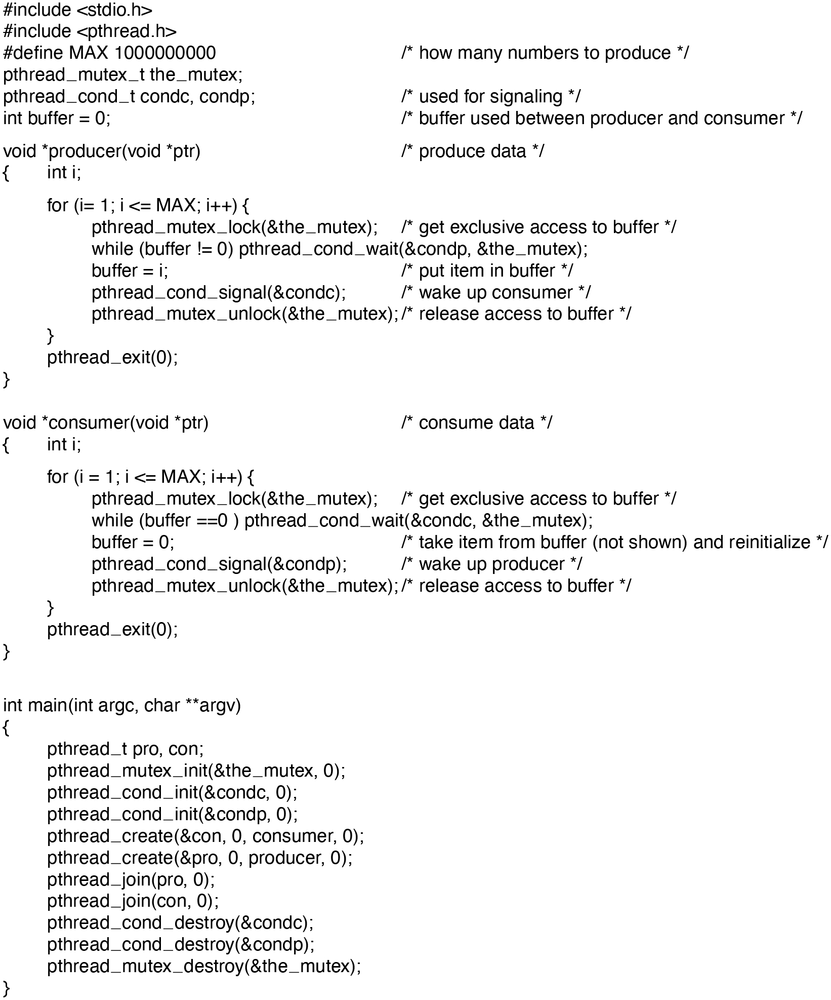 #include <stdio.h>
#include <pthread.h>
#define MAX 1000000000 /* how many numbers to produce */
pthread_mutex_t the_mutex;
pthread_cond_t condc, condp; /* used for signaling */
int buffer = 0; /* buffer used between producer and consumer */
void *producer(void *ptr) /* produce data */
{ int i;
for (i= 1; i <= MAX; i++) {
pthread_mutex_lock(&the_mutex); /* get exclusive access to buffer */
while (buffer != 0) pthread_cond_wait(&condp, &the_mutex);
buffer = i; /* put item in buffer */
pthread_cond_signal(&condc); /* wake up consumer */
pthread_mutex_unlock(&the_mutex); /* release access to buffer */
}
pthread_exit(0);
}
void *consumer(void *ptr) /* consume data */
{ int i;
for (i = 1; i <= MAX; i++) {
pthread_mutex_lock(&the_mutex); /* get exclusive access to buffer */
while (buffer ==0 ) pthread_cond_wait(&condc, &the_mutex);
buffer = 0; /* take item from buffer (not shown) and reinitialize */
pthread_cond_signal(&condp); /* wake up producer */
pthread_mutex_unlock(&the_mutex); /* release access to buffer */
}
pthread_exit(0);
}
int main(int argc, char **argv)
{
pthread_t pro, con;
pthread_mutex_init(&the_mutex, 0);
pthread_cond_init(&condc, 0);
pthread_cond_init(&condp, 0);
pthread_create(&con, 0, consumer, 0);
pthread_create(&pro, 0, producer, 0);
pthread_join(pro, 0);
pthread_join(con, 0);
pthread_cond_destroy(&condc);
pthread_cond_destroy(&condp);
pthread_mutex_destroy(&the_mutex);
}